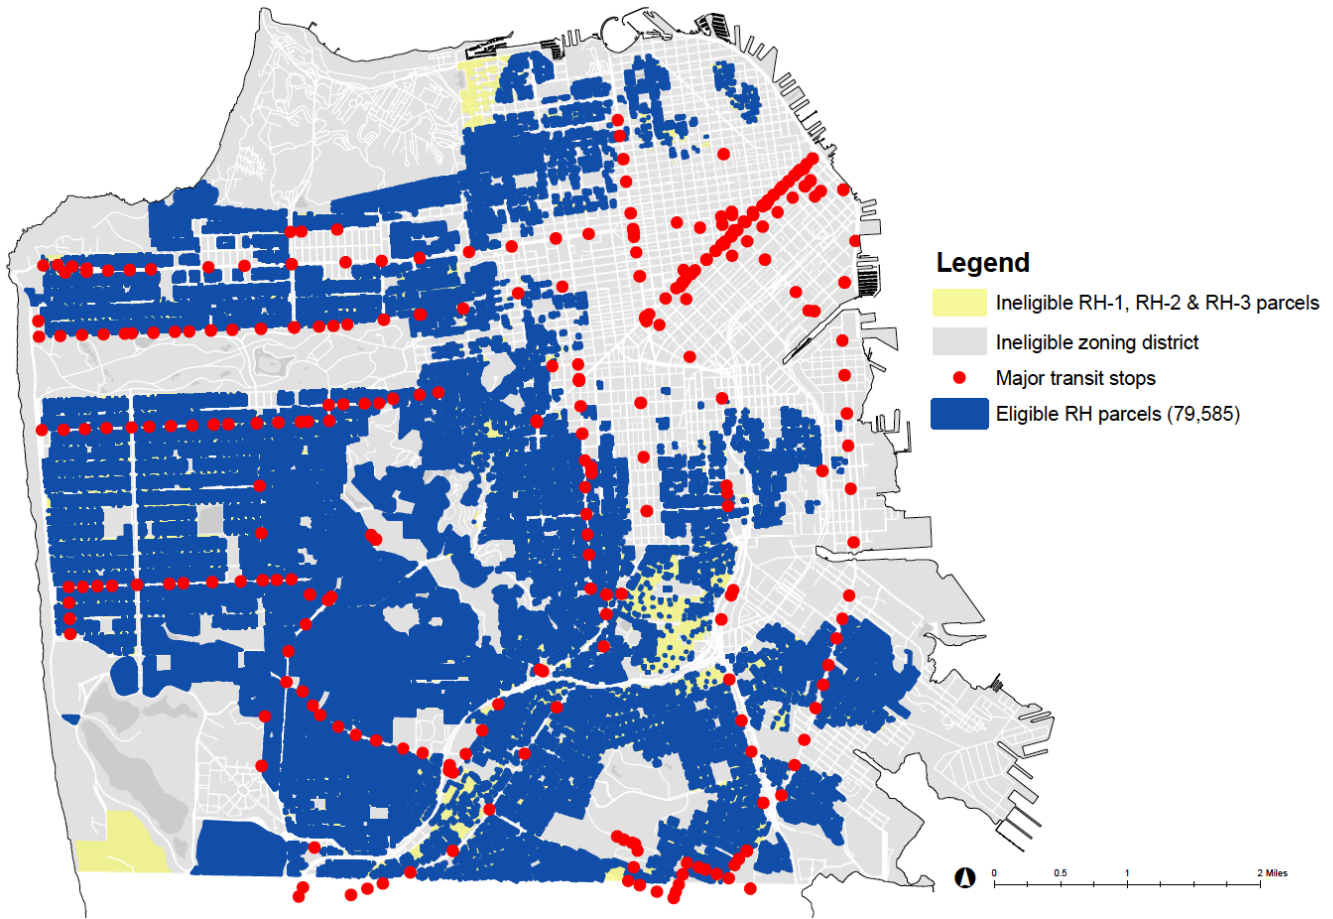 Legend
Ineligible RH-1, RH-2 & RH-3 parcels
Ineligible zoning district
Major transit stops
Eligible RH parcels (79,585)
0 0.5 1 2 Miles